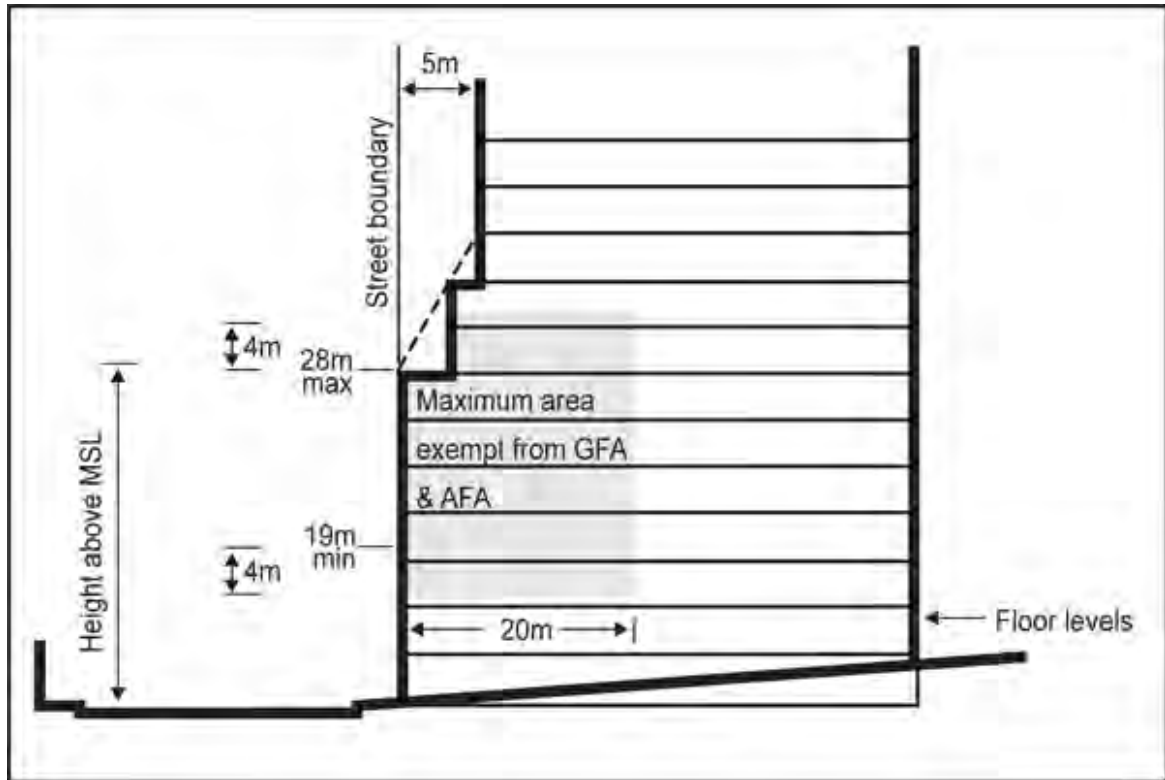 5m
Street boundary
4m
28m
max
Maximum area
exempt from GFA
& AFA
Height above MSL
19m
min
4m
20m
Floor levels